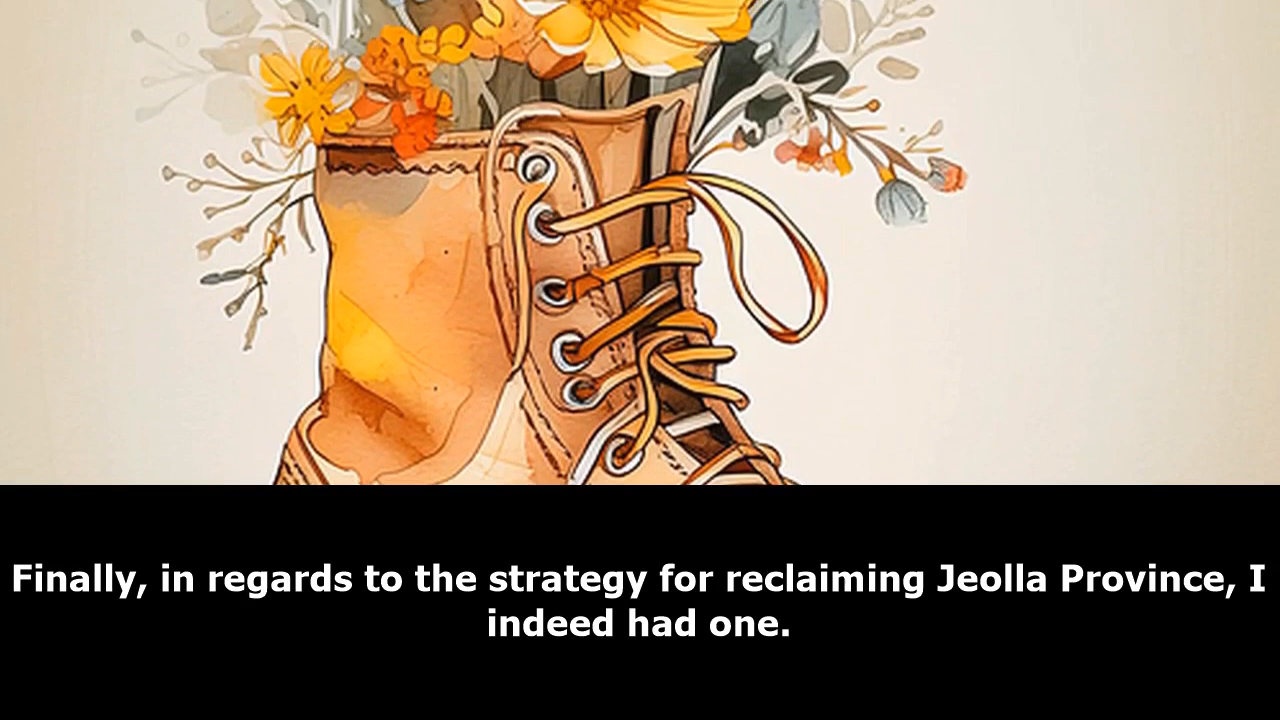 Finally, in regards to the strategy for reclaiming Jeolla Province, I
indeed had one.